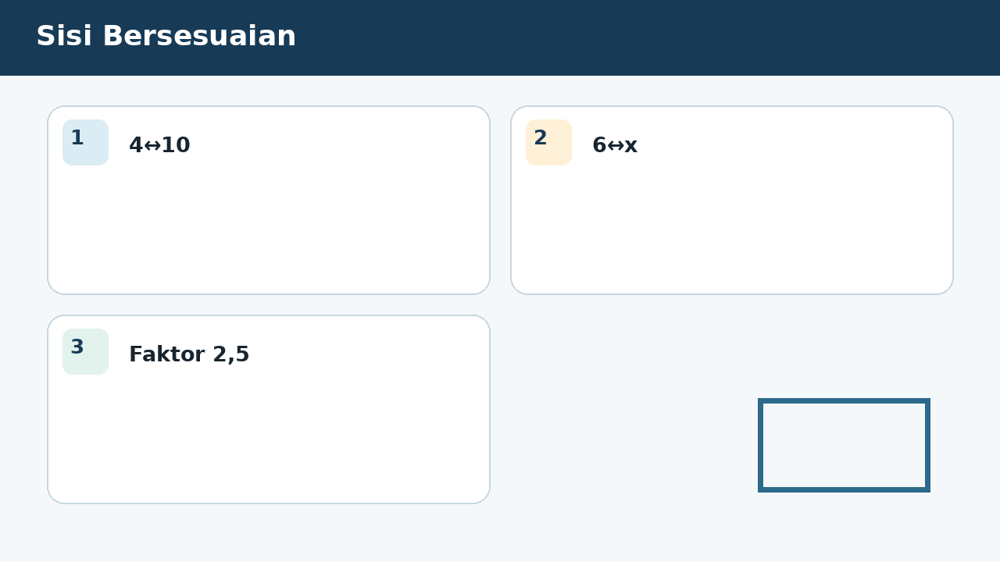 Sisi Bersesuaian
1
4↔10
2
6↔x
3
Faktor 2,5